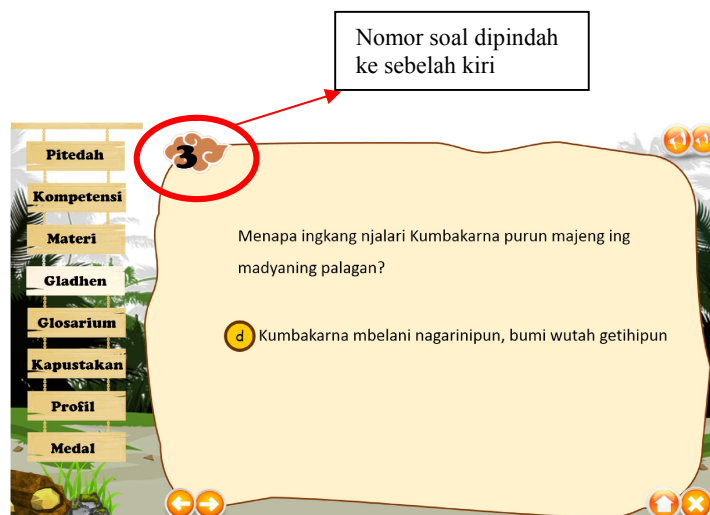 Nomor soal dipindah
ke sebelah kiri
3
Pitedah
Kompetensi
Materi
Gladhen
Glosarium
Kapustakan
Profil
Medal
Menapa ingkang njalari Kumbakarna purun majeng ing
madyaning palagan?
d Kumbakarna mbelani nagarinipun, bumi wutah getihipun